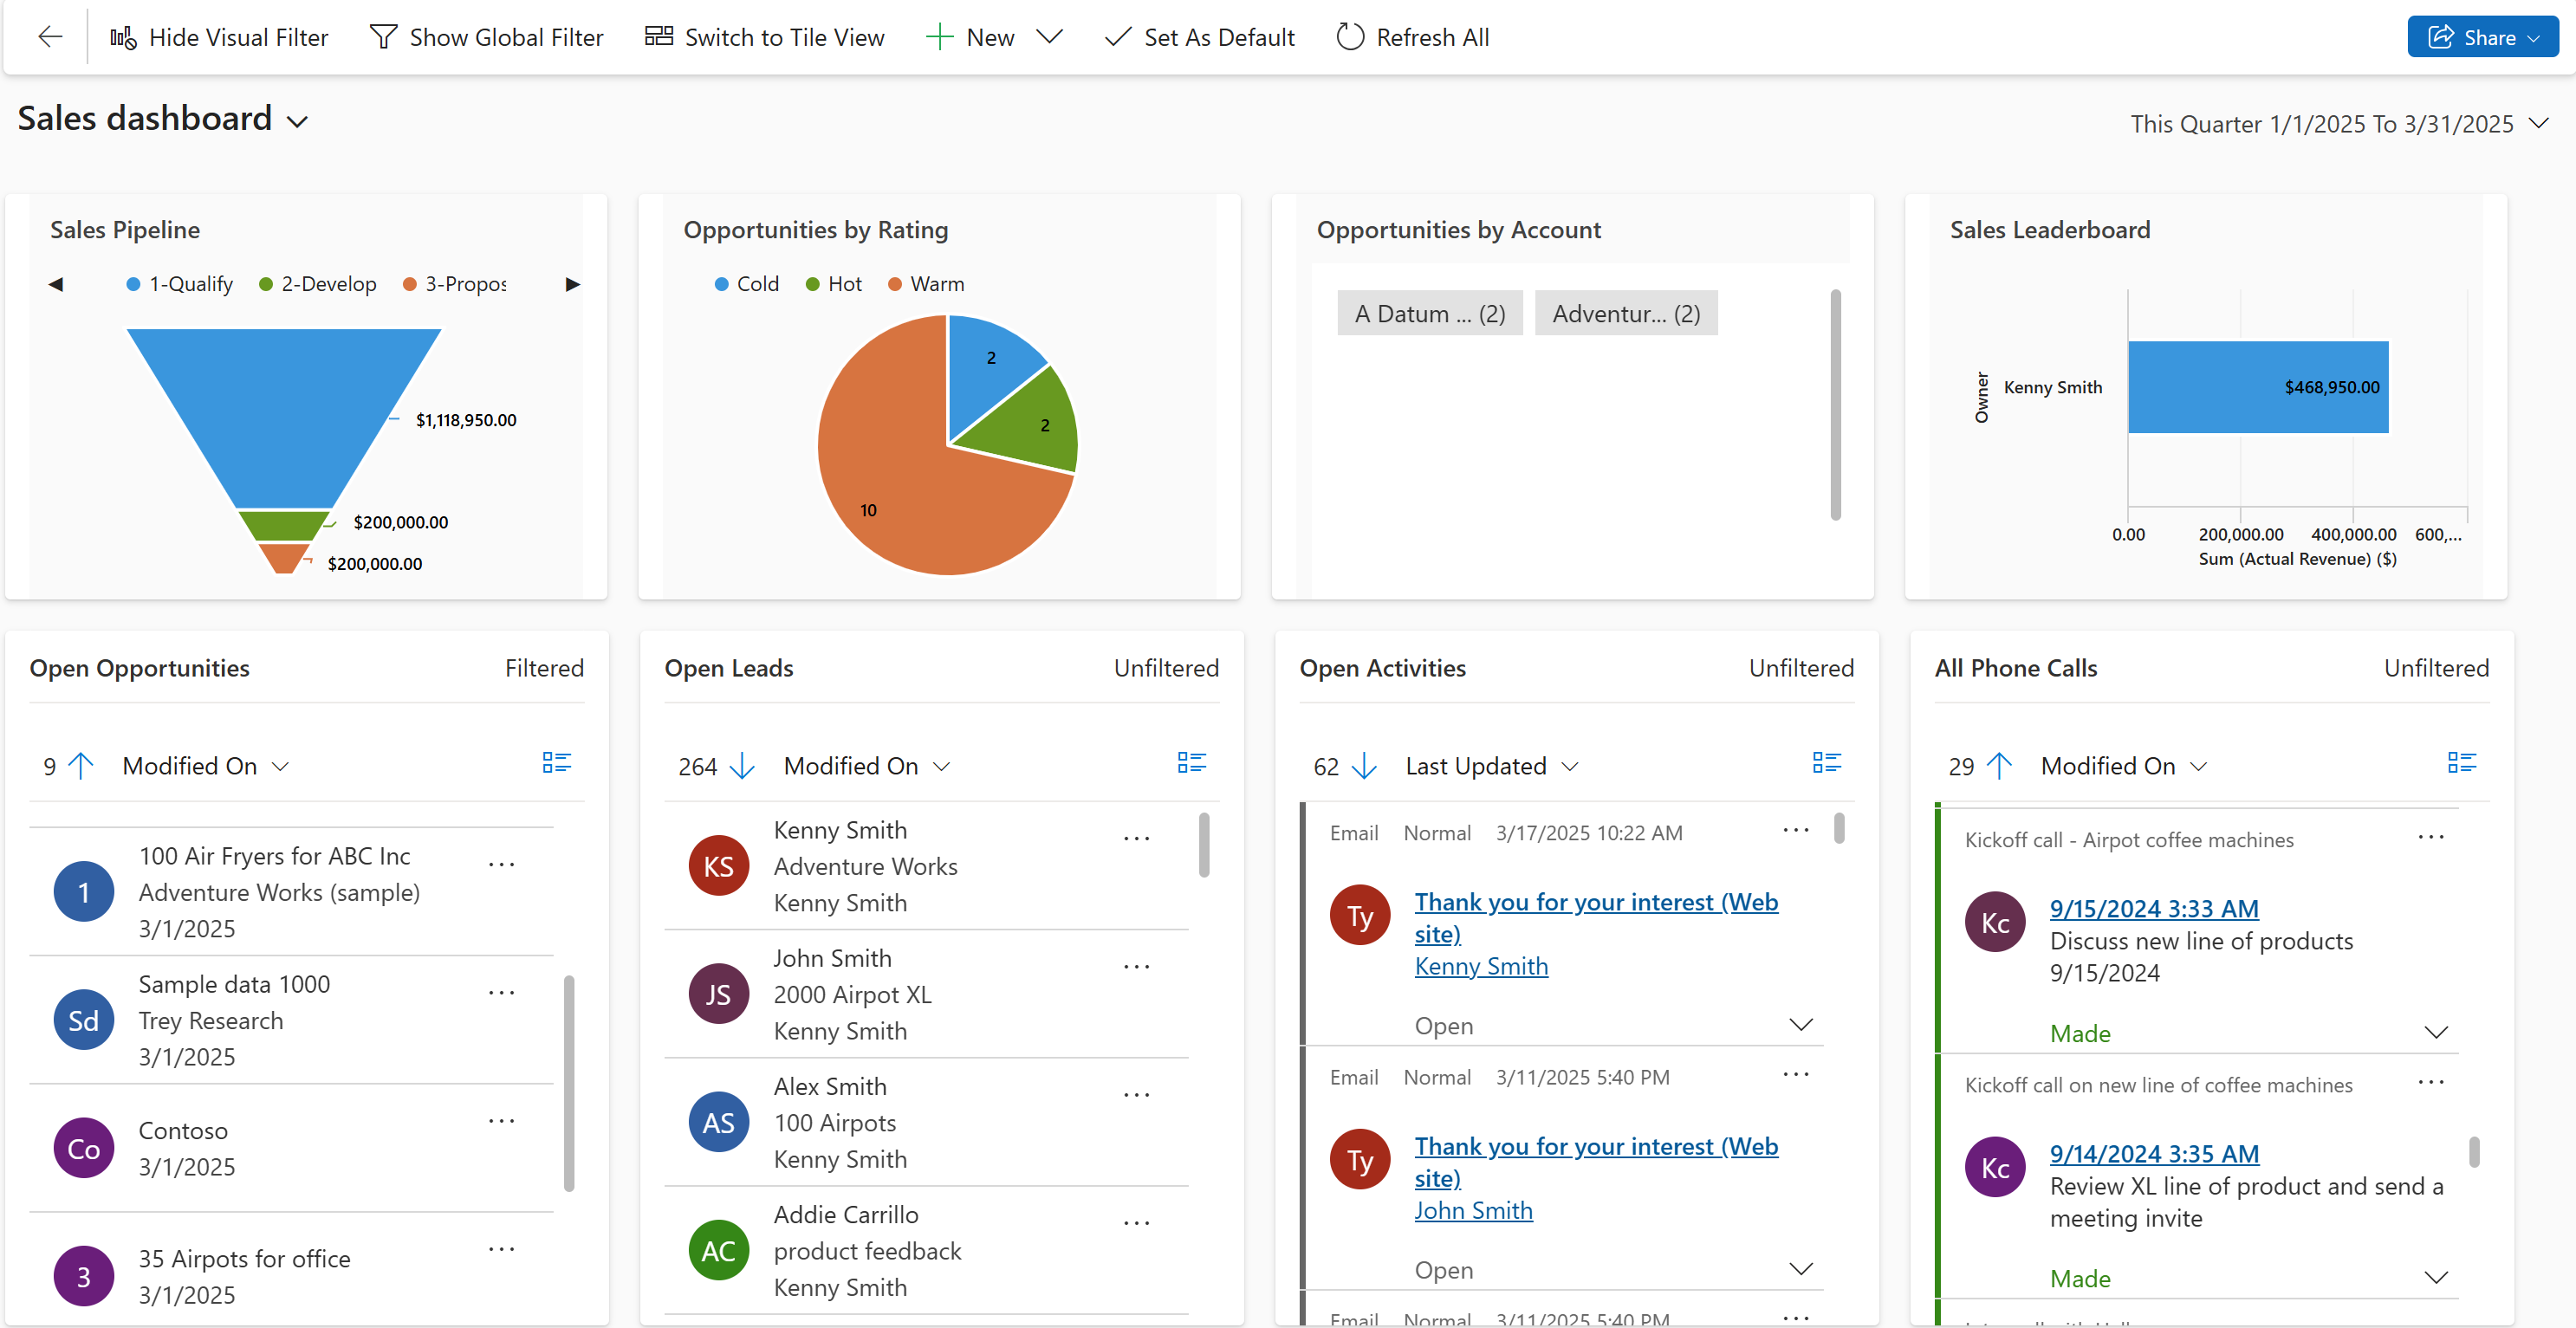 Hide Visual Filter
Show Global Filter
Switch to Tile View
New
Set As Default
Refresh All
Share
Sales dashboard
This Quarter 1/1/2025 To 3/31/2025
Sales Pipeline
1-Qualify
2-Develop
3-Propos
$1,118,950.00
$200,000.00
$200,000.00
Opportunities by Rating
Cold
Hot
Warm
2
2
10
Opportunities by Account
A Datum ... (2)
Adventur... (2)
Sales Leaderboard
Owner
Kenny Smith
$468,950.00
0.00
200,000.00
400,000.00
600,...
Sum (Actual Revenue) ($)
Open Opportunities
Filtered
9
Modified On
1
100 Air Fryers for ABC Inc
Adventure Works (sample)
3/1/2025
Sd
Sample data 1000
Trey Research
3/1/2025
Co
Contoso
3/1/2025
3
35 Airpots for office
3/1/2025
Open Leads
Unfiltered
264
Modified On
KS
Kenny Smith
Adventure Works
Kenny Smith
JS
John Smith
2000 Airpot XL
Kenny Smith
AS
Alex Smith
100 Airpots
Kenny Smith
AC
Addie Carrillo
product feedback
Kenny Smith
Open Activities
Unfiltered
62
Last Updated
Email Normal 3/17/2025 10:22 AM
Ty
Thank you for your interest (Web
site)
Kenny Smith
Open
Email Normal 3/11/2025 5:40 PM
Ty
Thank you for your interest (Web
site)
John Smith
Open
Email Normal 3/11/2025 5:40 PM
All Phone Calls
Unfiltered
29
Modified On
Kickoff call - Airpot coffee machines
Kc
9/15/2024 3:33 AM
Discuss new line of products
9/15/2024
Made
Kickoff call on new line of coffee machines
Kc
9/14/2024 3:35 AM
Review XL line of product and send a
meeting invite
Made